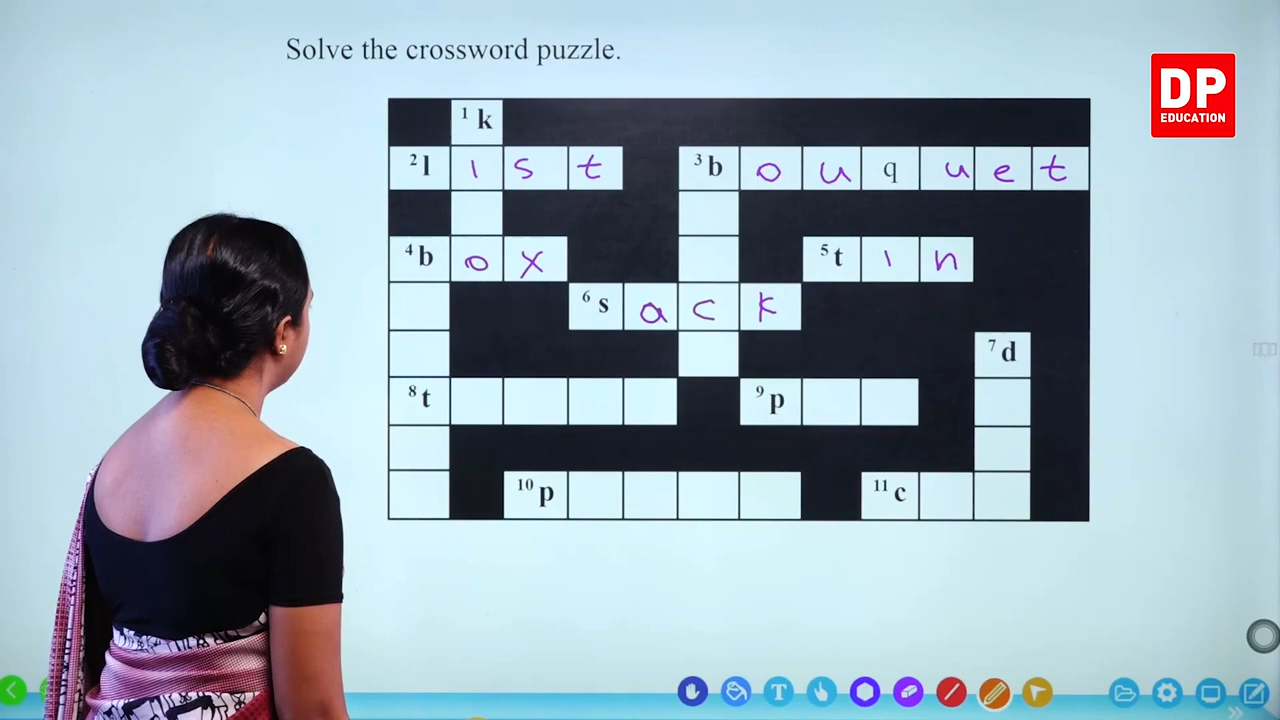 Solve the crossword puzzle.
DP
EDUCATION
1 k
2 l i s t 3 b o u q u e t
4 b o x 5 t i n
6 s a c k
7 d
8 t 9 p
10 p 11 c
T